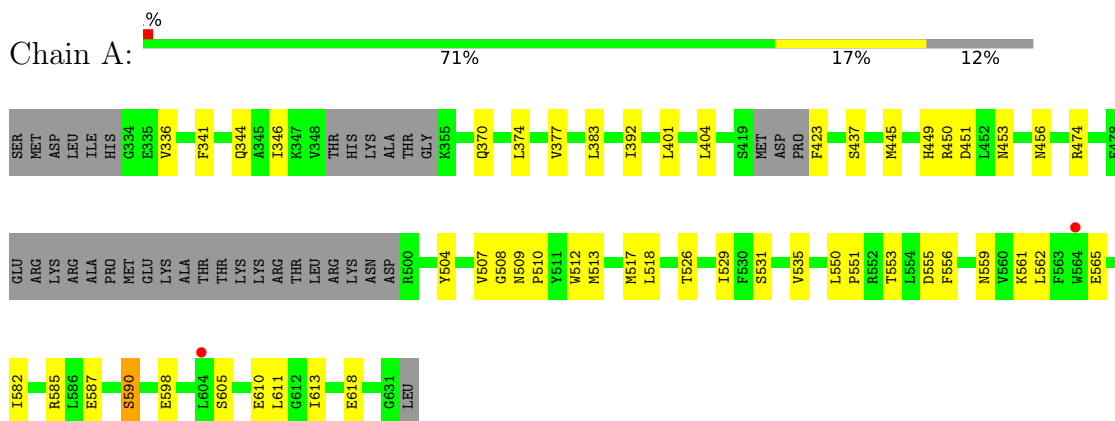 .%
Chain A:
71% 17% 12%
SER MET ASP LEU ILE HIS G334 E335 V336 F341 Q344 A345 I346 K347 V348 THR HIS LYS ALA THR GLY K355 Q370 L374 V377 L383 I392 L401 L404 S419 MET ASP PRO F423 S437 M445 H449 R450 D451 L452 N453 N456 R474
GLU ARG LYS ARG ALA PRO MET GLU LYS ALA THR THR LYS LYS ARG THR LEU ARG LYS ASN ASP R500 Y504 V507 G508 N509 P510 Y511 W512 M513 M517 L518 T526 I529 F530 S531 V535 L550 P551 R552 T553 L554 D555 F556 N559 V560 K561 L562 F563 W564 E565
I582 R585 L586 E587 S590 E598 L604 S605 E610 L611 G612 I613 E618 G631 LEU